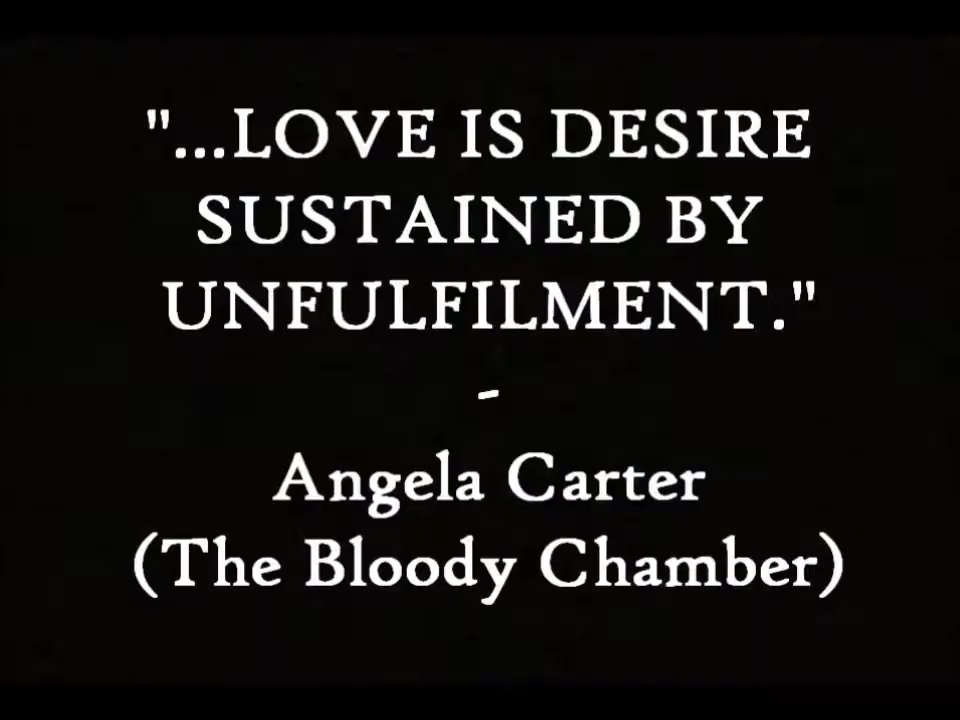 "...LOVE IS DESIRE
SUSTAINED BY
UNFULFILMENT."
-
Angela Carter
(The Bloody Chamber)